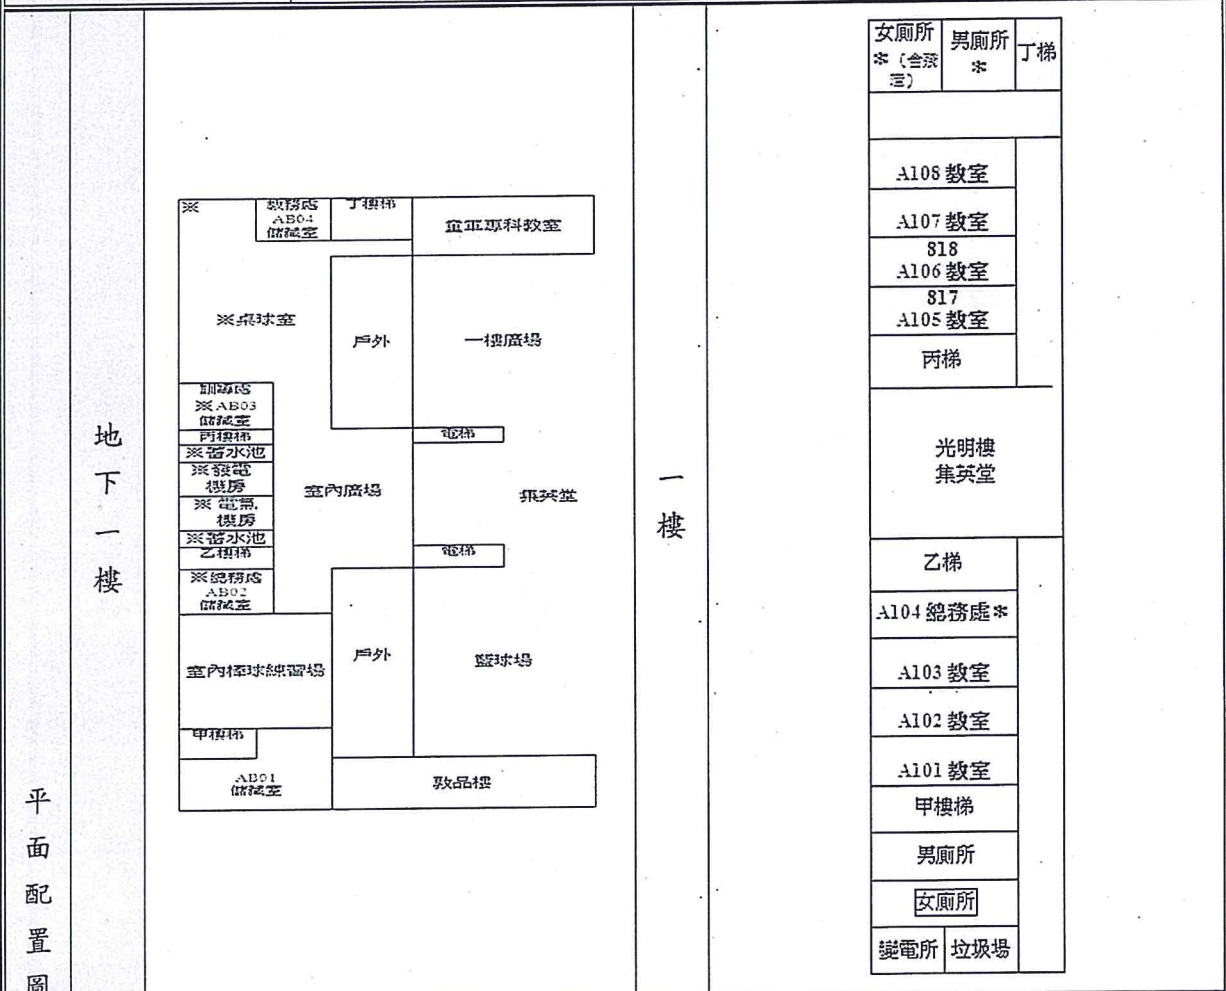 平面配置圖
地下一樓
※
教務處
AB04
儲藏室
丁樓梯
金工專科教室
※桌球室
戶外
一樓廣場
訓導處
※AB03
儲藏室
丙樓梯
※蓄水池
※發電
機房
※電氣
機房
※蓄水池
乙樓梯
※總務處
AB02
儲藏室
室內廣場
電梯
集英堂
電梯
室內棒球練習場
戶外
籃球場
甲樓梯
AB01
儲藏室
敦品樓
一樓
女廁所
男廁所
丁梯
*
*
A108 教室
A107 教室
818
A106 教室
817
A105 教室
丙梯
光明樓
集英堂
乙梯
A104 總務處*
A103 教室
A102 教室
A101 教室
甲樓梯
男廁所
女廁所
變電所
垃圾場